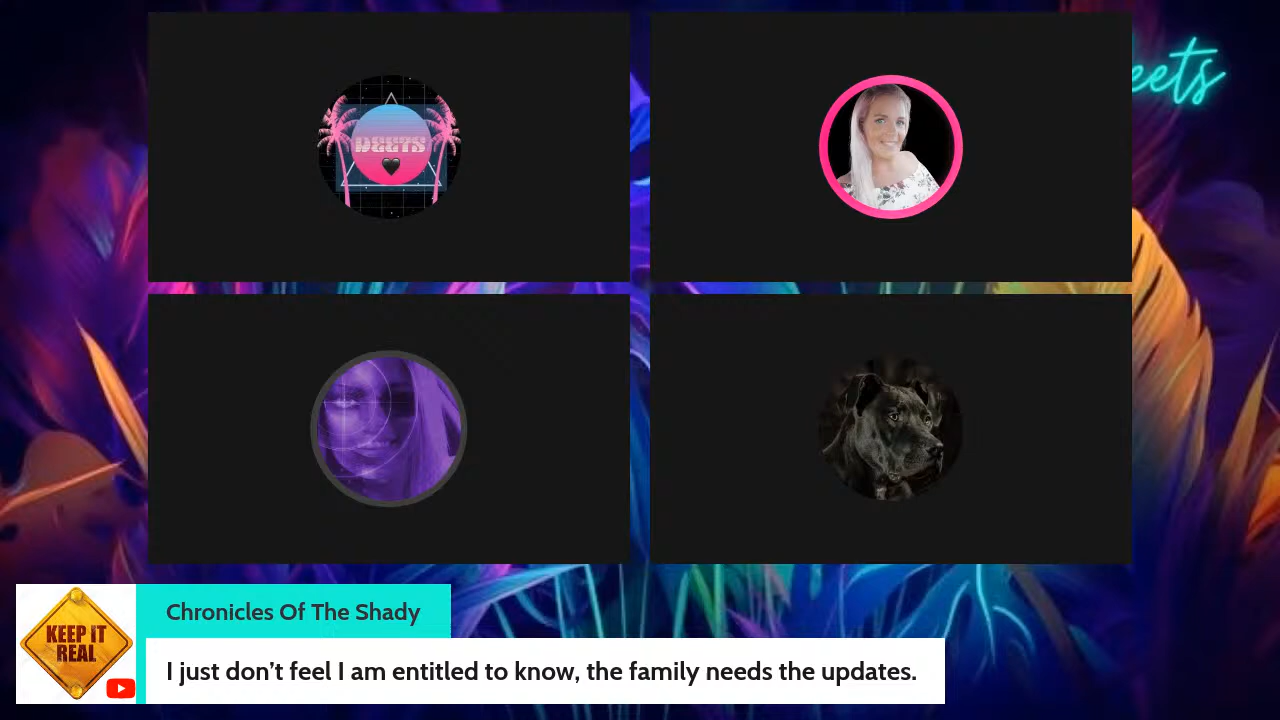 eets
DEETS
KEEP IT
REAL
Chronicles Of The Shady
I just don't feel I am entitled to know, the family needs the updates.